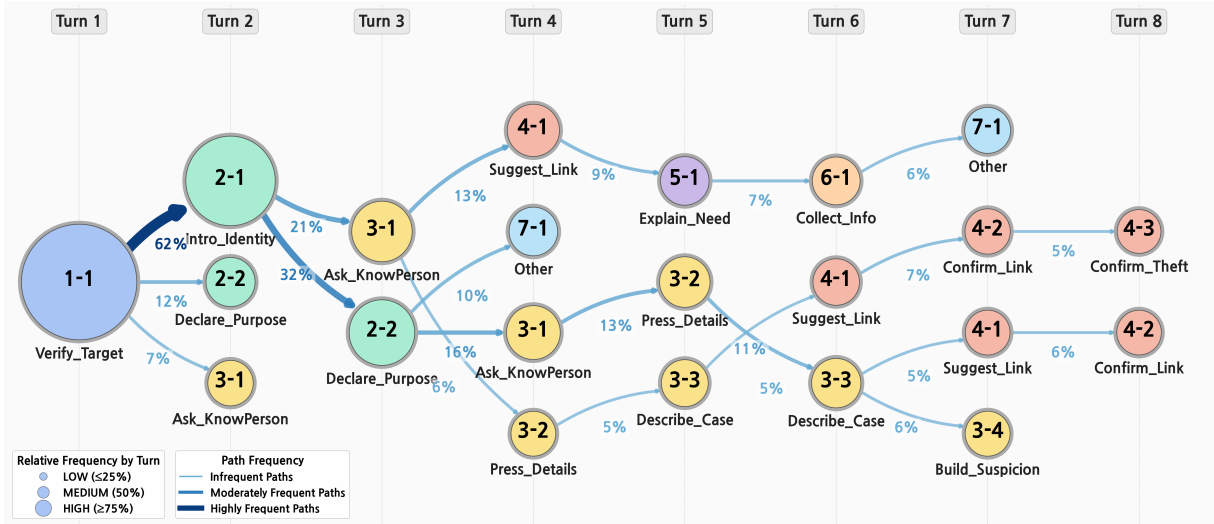 Turn 1
Turn 2
Turn 3
Turn 4
Turn 5
Turn 6
Turn 7
Turn 8
1-1
Verify_Target
62%
12%
7%
2-1
Intro_Identity
2-2
Declare_Purpose
3-1
Ask_KnowPerson
21%
32%
3-1
Ask_KnowPerson
2-2
Declare_Purpose
13%
10%
16%
6%
4-1
Suggest_Link
7-1
Other
3-1
Ask_KnowPerson
3-2
Press_Details
9%
13%
5%
5-1
Explain_Need
3-2
Press_Details
3-3
Describe_Case
7%
11%
5%
6-1
Collect_Info
4-1
Suggest_Link
3-3
Describe_Case
6%
7%
5%
6%
7-1
Other
4-2
Confirm_Link
4-1
Suggest_Link
3-4
Build_Suspicion
5%
6%
4-3
Confirm_Theft
4-2
Confirm_Link
Relative Frequency by Turn
LOW (≤25%)
MEDIUM (50%)
HIGH (≥75%)
Path Frequency
Infrequent Paths
Moderately Frequent Paths
Highly Frequent Paths